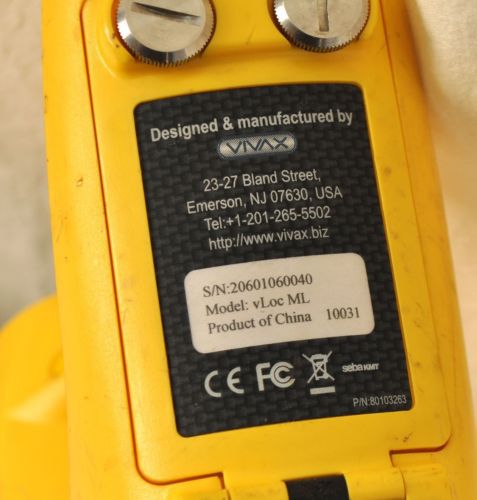 Designed & manufactured by
VIVAX
23-27 Bland Street,
Emerson, NJ 07630, USA
Tel:+1-201-265-5502
http://www.vivax.biz
S/N:20601060040
Model: vLoc ML
Product of China 10031
CE FC seba KMT
P/N:80103263